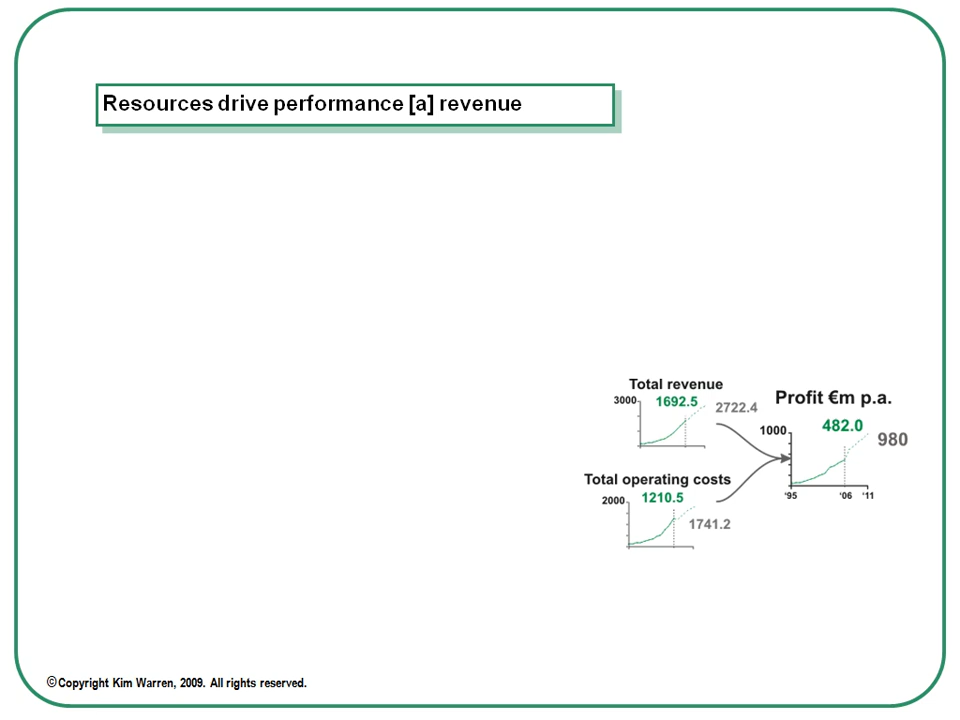 Resources drive performance [a] revenue
Total revenue
3000
1692.5
2722.4
Profit €m p.a.
1000
482.0
980
'95
'06
'11
Total operating costs
2000
1210.5
1741.2
©Copyright Kim Warren, 2009. All rights reserved.